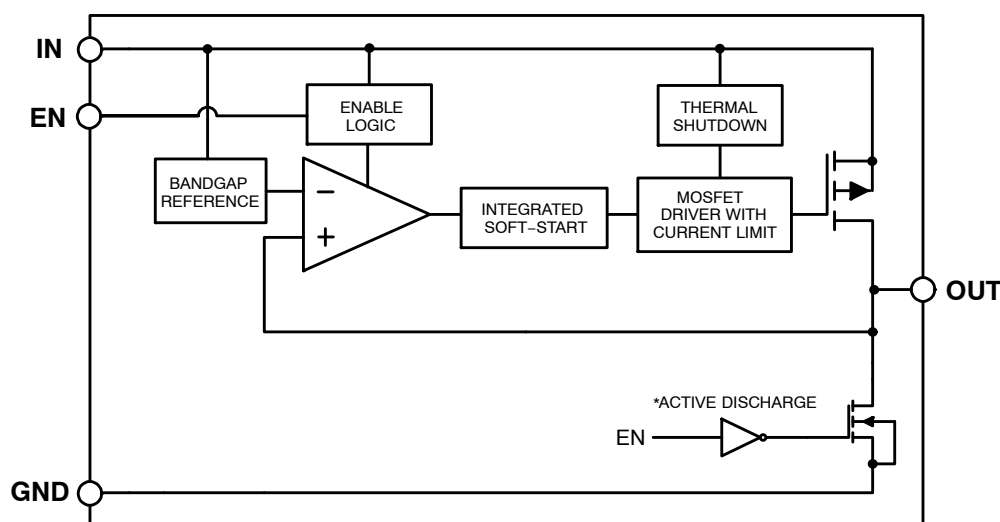 IN
EN
ENABLE
LOGIC
THERMAL
SHUTDOWN
BANDGAP
REFERENCE
−
+
INTEGRATED
SOFT−START
MOSFET
DRIVER WITH
CURRENT LIMIT
OUT
*ACTIVE DISCHARGE
EN
GND